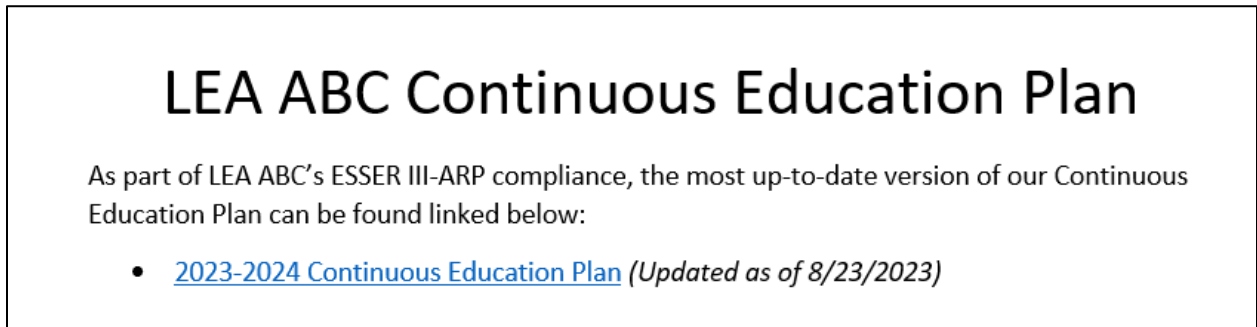 LEA ABC Continuous Education Plan
As part of LEA ABC’s ESSER III-ARP compliance, the most up-to-date version of our Continuous
Education Plan can be found linked below:
• 2023-2024 Continuous Education Plan (Updated as of 8/23/2023)